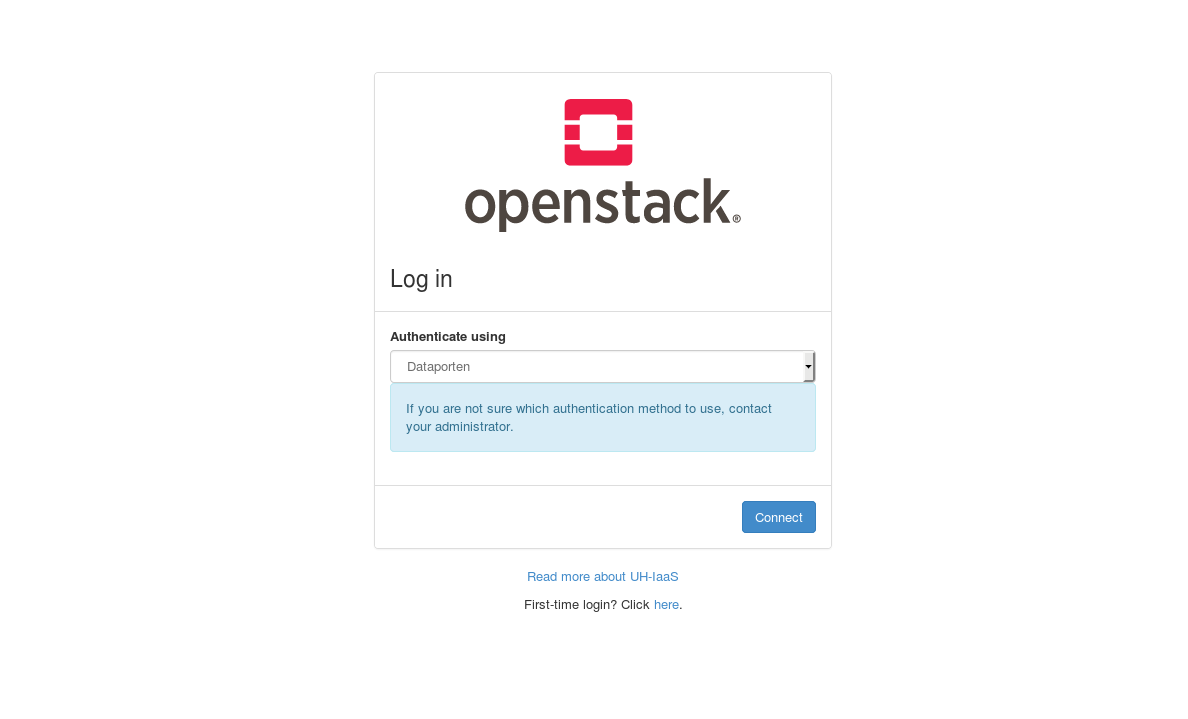 openstack®
Log in
Authenticate using
Dataporten
If you are not sure which authentication method to use, contact
your administrator.
Connect
Read more about UH-IaaS
First-time login? Click here.